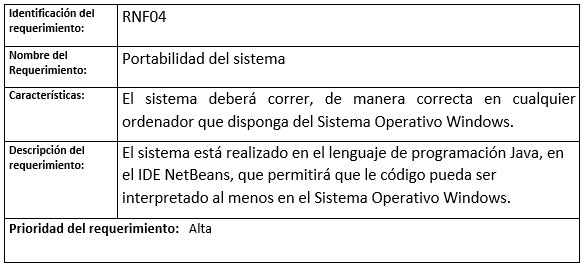 Identificación del
requerimiento:
RNF04
Nombre del
Requerimiento:
Portabilidad del sistema
Características:
El sistema deberá correr, de manera correcta en cualquier
ordenador que disponga del Sistema Operativo Windows.
Descripción del
requerimiento:
El sistema está realizado en el lenguaje de programación Java, en
el IDE NetBeans, que permitirá que le código pueda ser
interpretado al menos en el Sistema Operativo Windows.
Prioridad del requerimiento: Alta